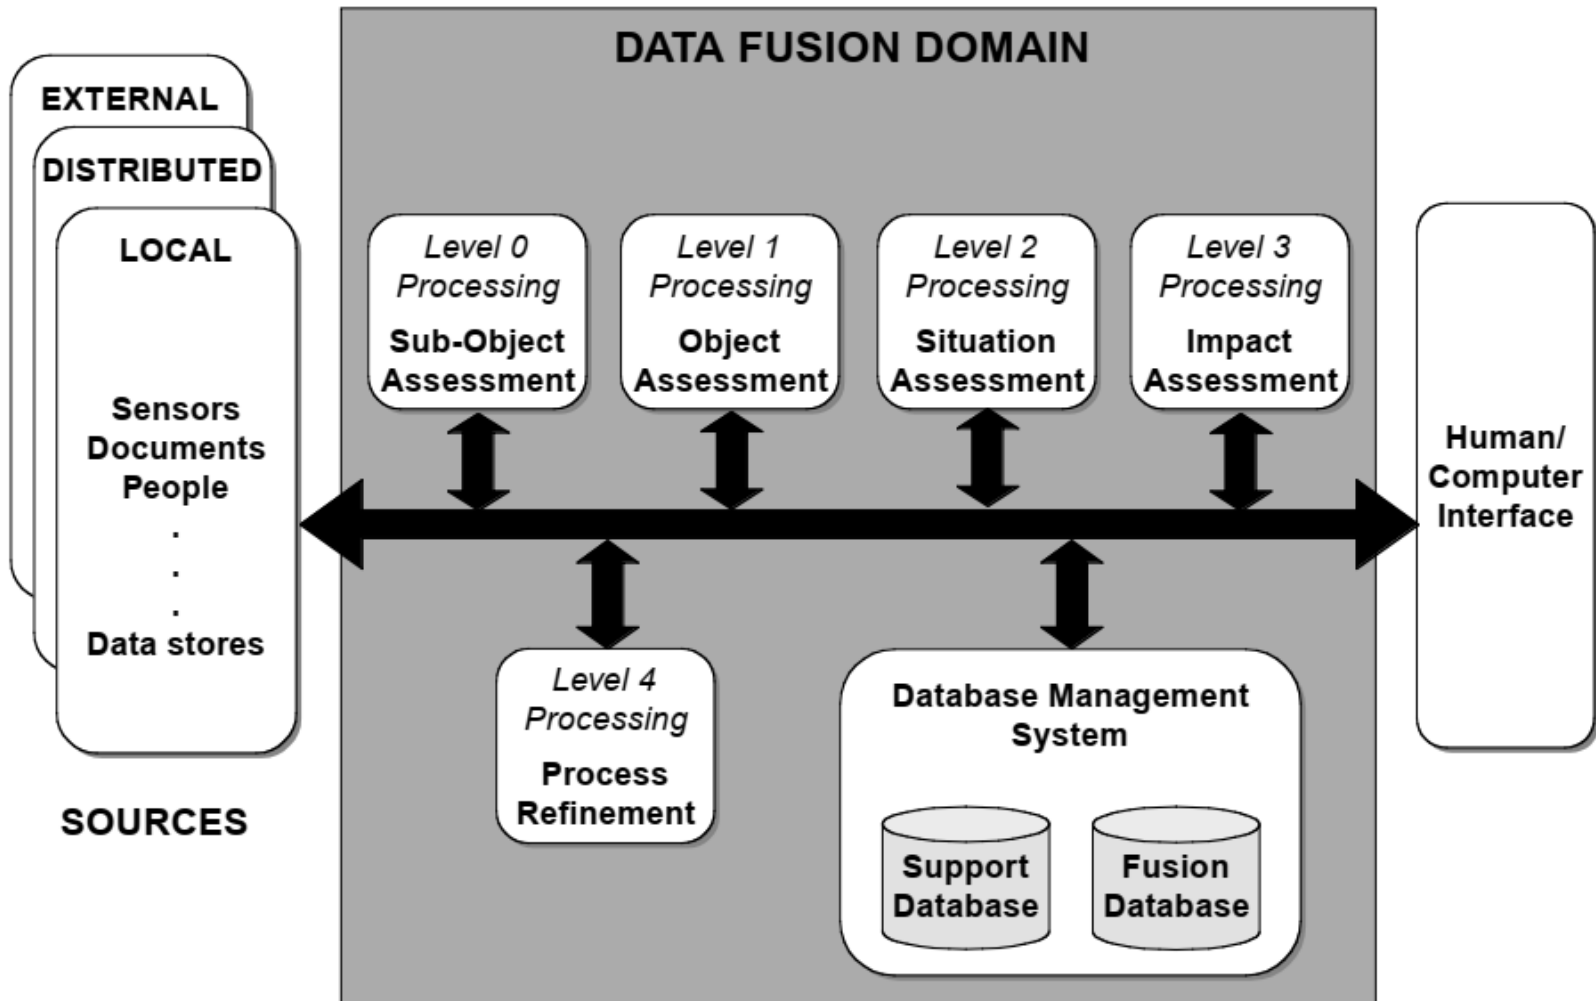 DATA FUSION DOMAIN
EXTERNAL
DISTRIBUTED
LOCAL
Sensors
Documents
People
.
.
.
Data stores
SOURCES
Level 0
Processing
Sub-Object
Assessment
Level 1
Processing
Object
Assessment
Level 2
Processing
Situation
Assessment
Level 3
Processing
Impact
Assessment
Level 4
Processing
Process
Refinement
Database Management
System
Support
Database
Fusion
Database
Human/
Computer
Interface